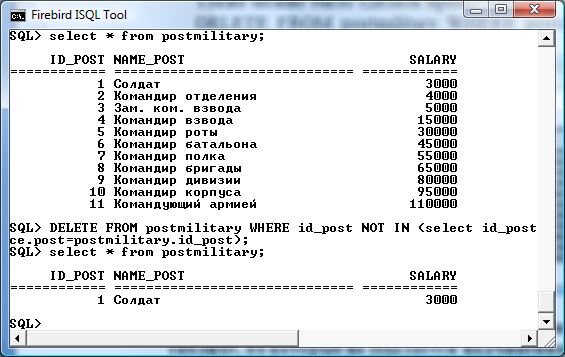 DELETE FROM postmilitary WHERE
Firebird ISQL Tool
SQL> select * from postmilitary;
ID_POST NAME_POST SALARY
============ =============================== =============
1 Солдат 3000
2 Командир отделения 4000
3 Зам. ком. взвода 5000
4 Командир взвода 15000
5 Командир роты 30000
6 Командир батальона 45000
7 Командир полка 55000
8 Командир бригады 65000
9 Командир дивизии 80000
10 Командир корпуса 95000
11 Командующий армией 110000
SQL> DELETE FROM postmilitary WHERE id_post NOT IN (select id_post
ce.post=postmilitary.id_post);
SQL> select * from postmilitary;
ID_POST NAME_POST SALARY
============ =============================== =============
1 Солдат 3000
SQL>